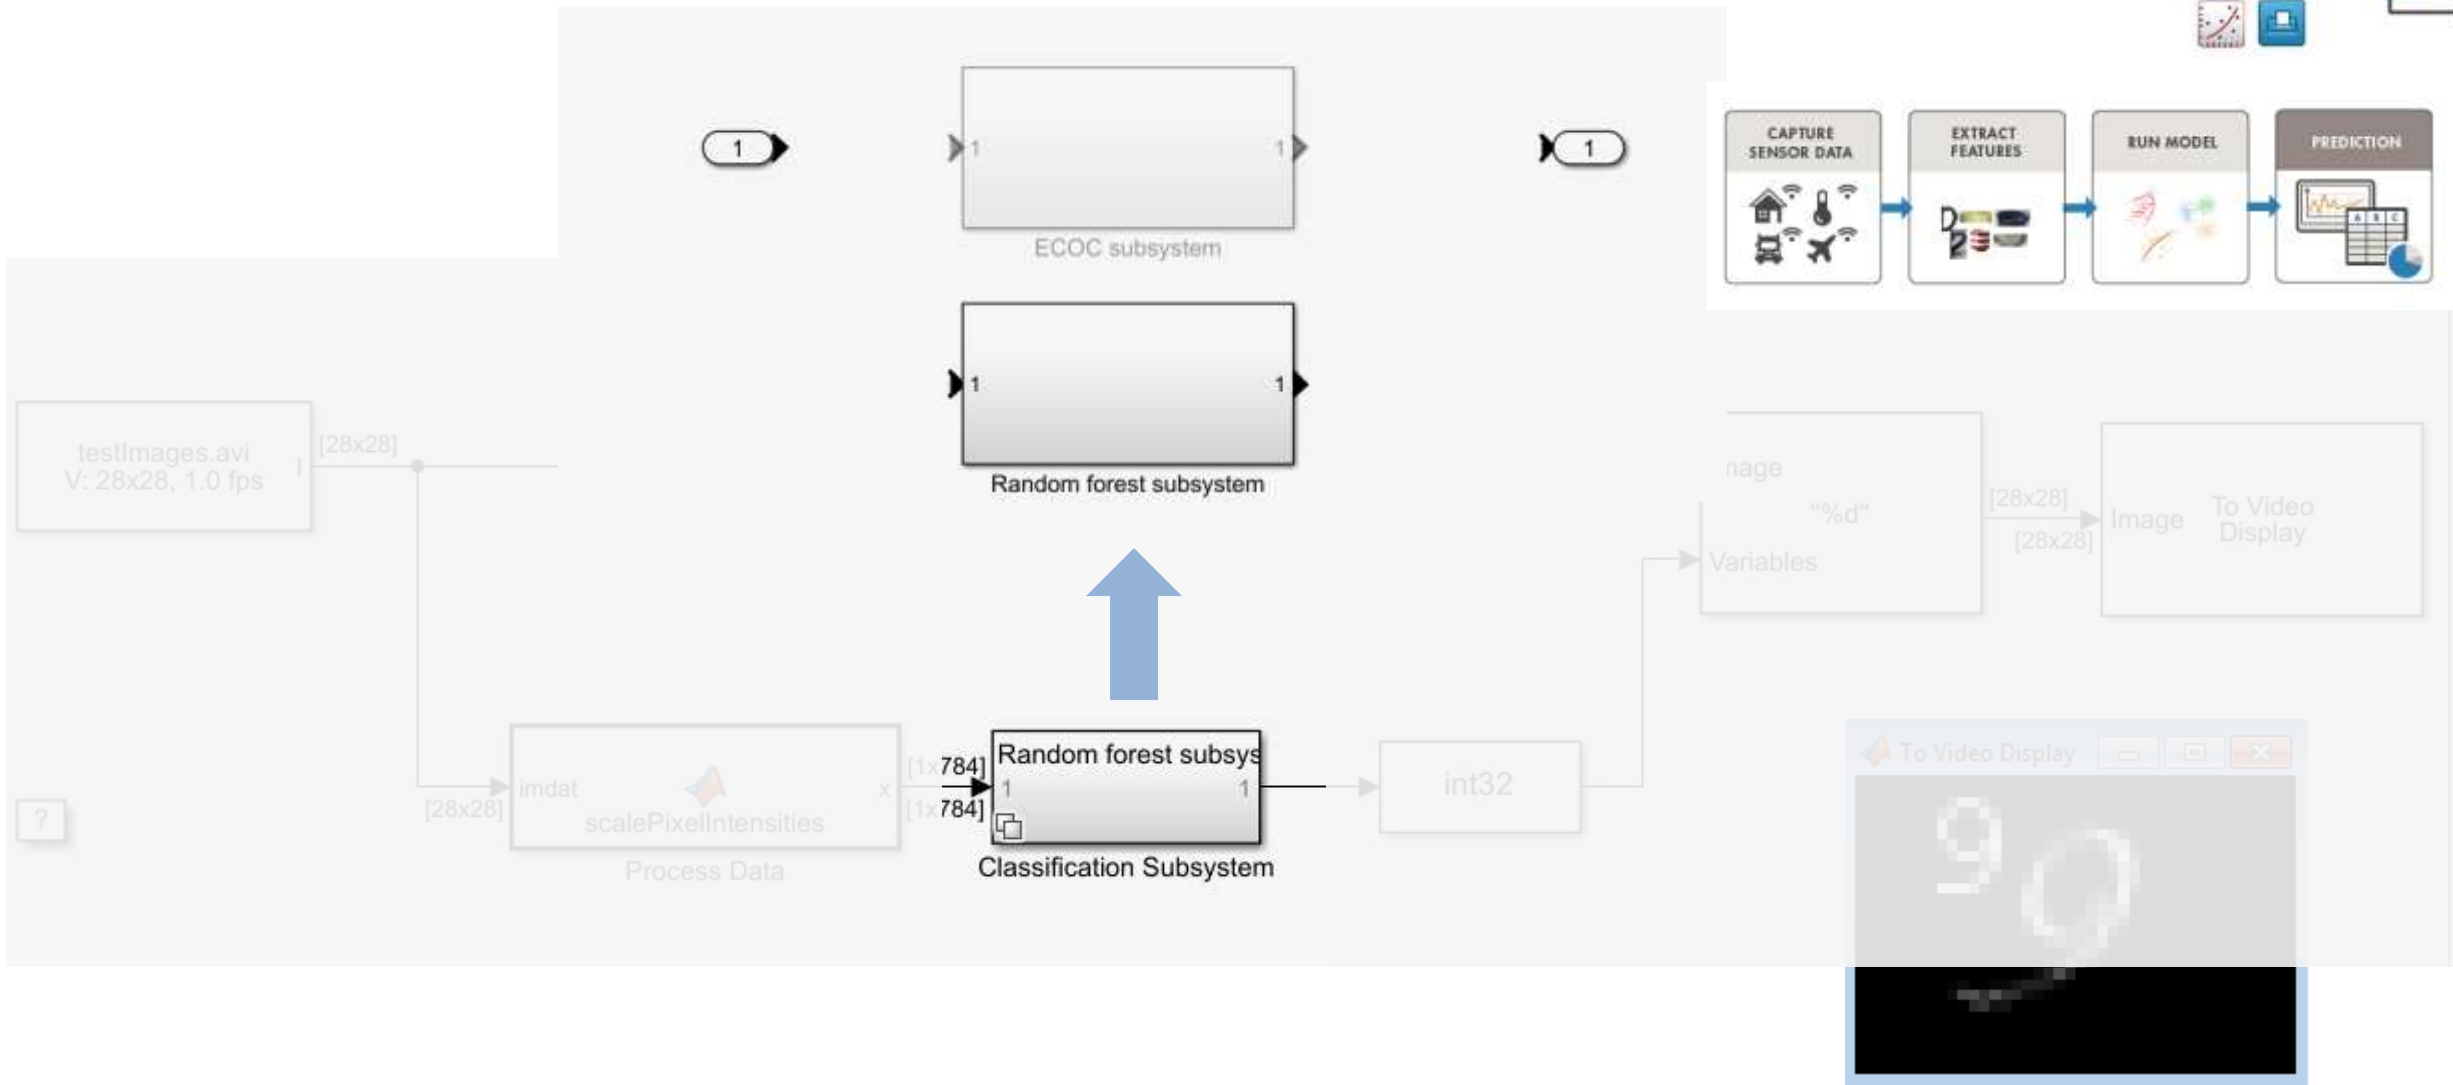 1
1
1
ECOC subsystem
1
CAPTURE
SENSOR DATA
EXTRACT
FEATURES
RUN MODEL
PREDICTION
A B C
1
1
Random forest subsystem
testImages.avi
V: 28x28, 1.0 fps
I
[28x28]
nage
"%d"
Variables
[28x28]
[28x28]
Image
To Video
Display
?
[28x28]
imdat
x
scalePixelIntensities
Process Data
[1x784]
[1x784]
Random forest subsys
1
1
Classification Subsystem
int32
To Video Display
9
9